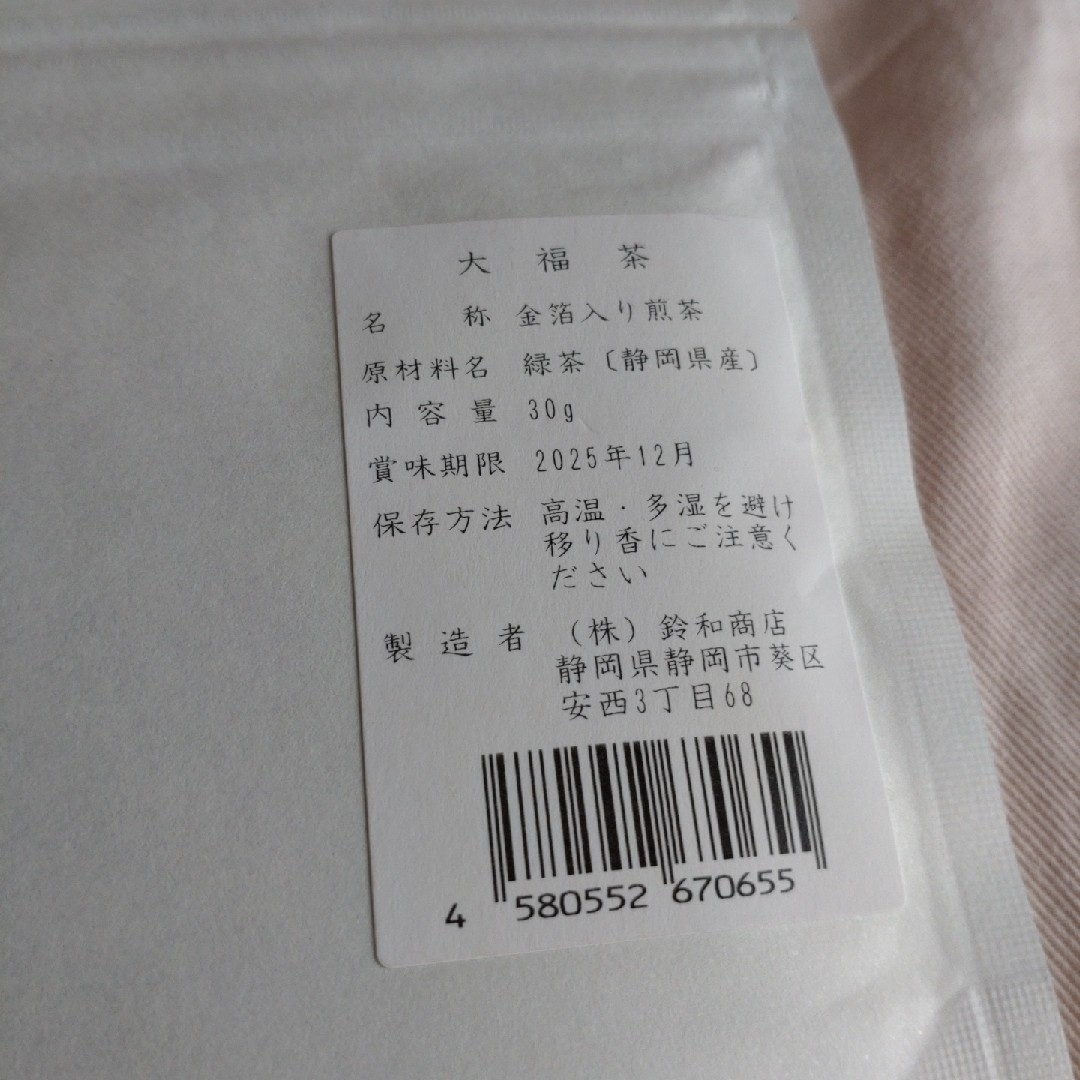 大福茶
名称 金箔入り煎茶
原材料名 緑茶〔静岡県産〕
内容量 30g
賞味期限 2025年12月
保存方法 高温・多湿を避け
移り香にご注意く
ださい
製造者 (株)鈴和商店
静岡県静岡市葵区
安西3丁目68
4 580552 670655